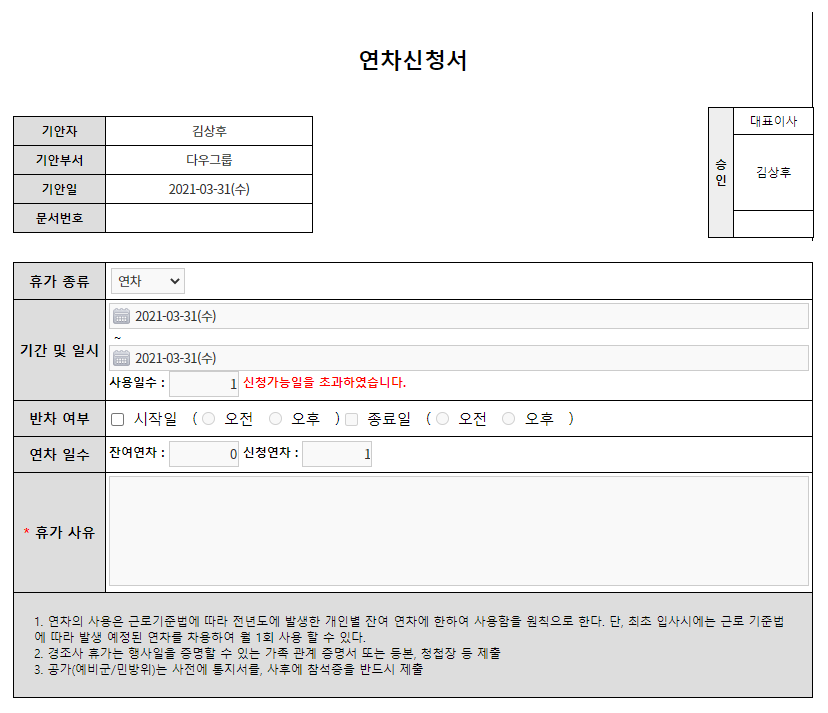 연차신청서
기안자 김상후
기안부서 다우그룹
기안일 2021-03-31(수)
문서번호
승인
대표이사
김상후
휴가 종류 연차
기간 및 일시
2021-03-31(수)
~
2021-03-31(수)
사용일수 : 1 신청가능일을 초과하였습니다.
반차 여부 시작일 ( 오전 오후 ) 종료일 ( 오전 오후 )
연차 일수 잔여연차 : 0 신청연차 : 1
* 휴가 사유
1. 연차의 사용은 근로기준법에 따라 전년도에 발생한 개인별 잔여 연차에 한하여 사용함을 원칙으로 한다. 단, 최초 입사시에는 근로 기준법
에 따라 발생 예정된 연차를 차용하여 월 1회 사용 할 수 있다.
2. 경조사 휴가는 행사일을 증명할 수 있는 가족 관계 증명서 또는 등본, 청첩장 등 제출
3. 공가(예비군/민방위)는 사전에 통지서를, 사후에 참석증을 반드시 제출